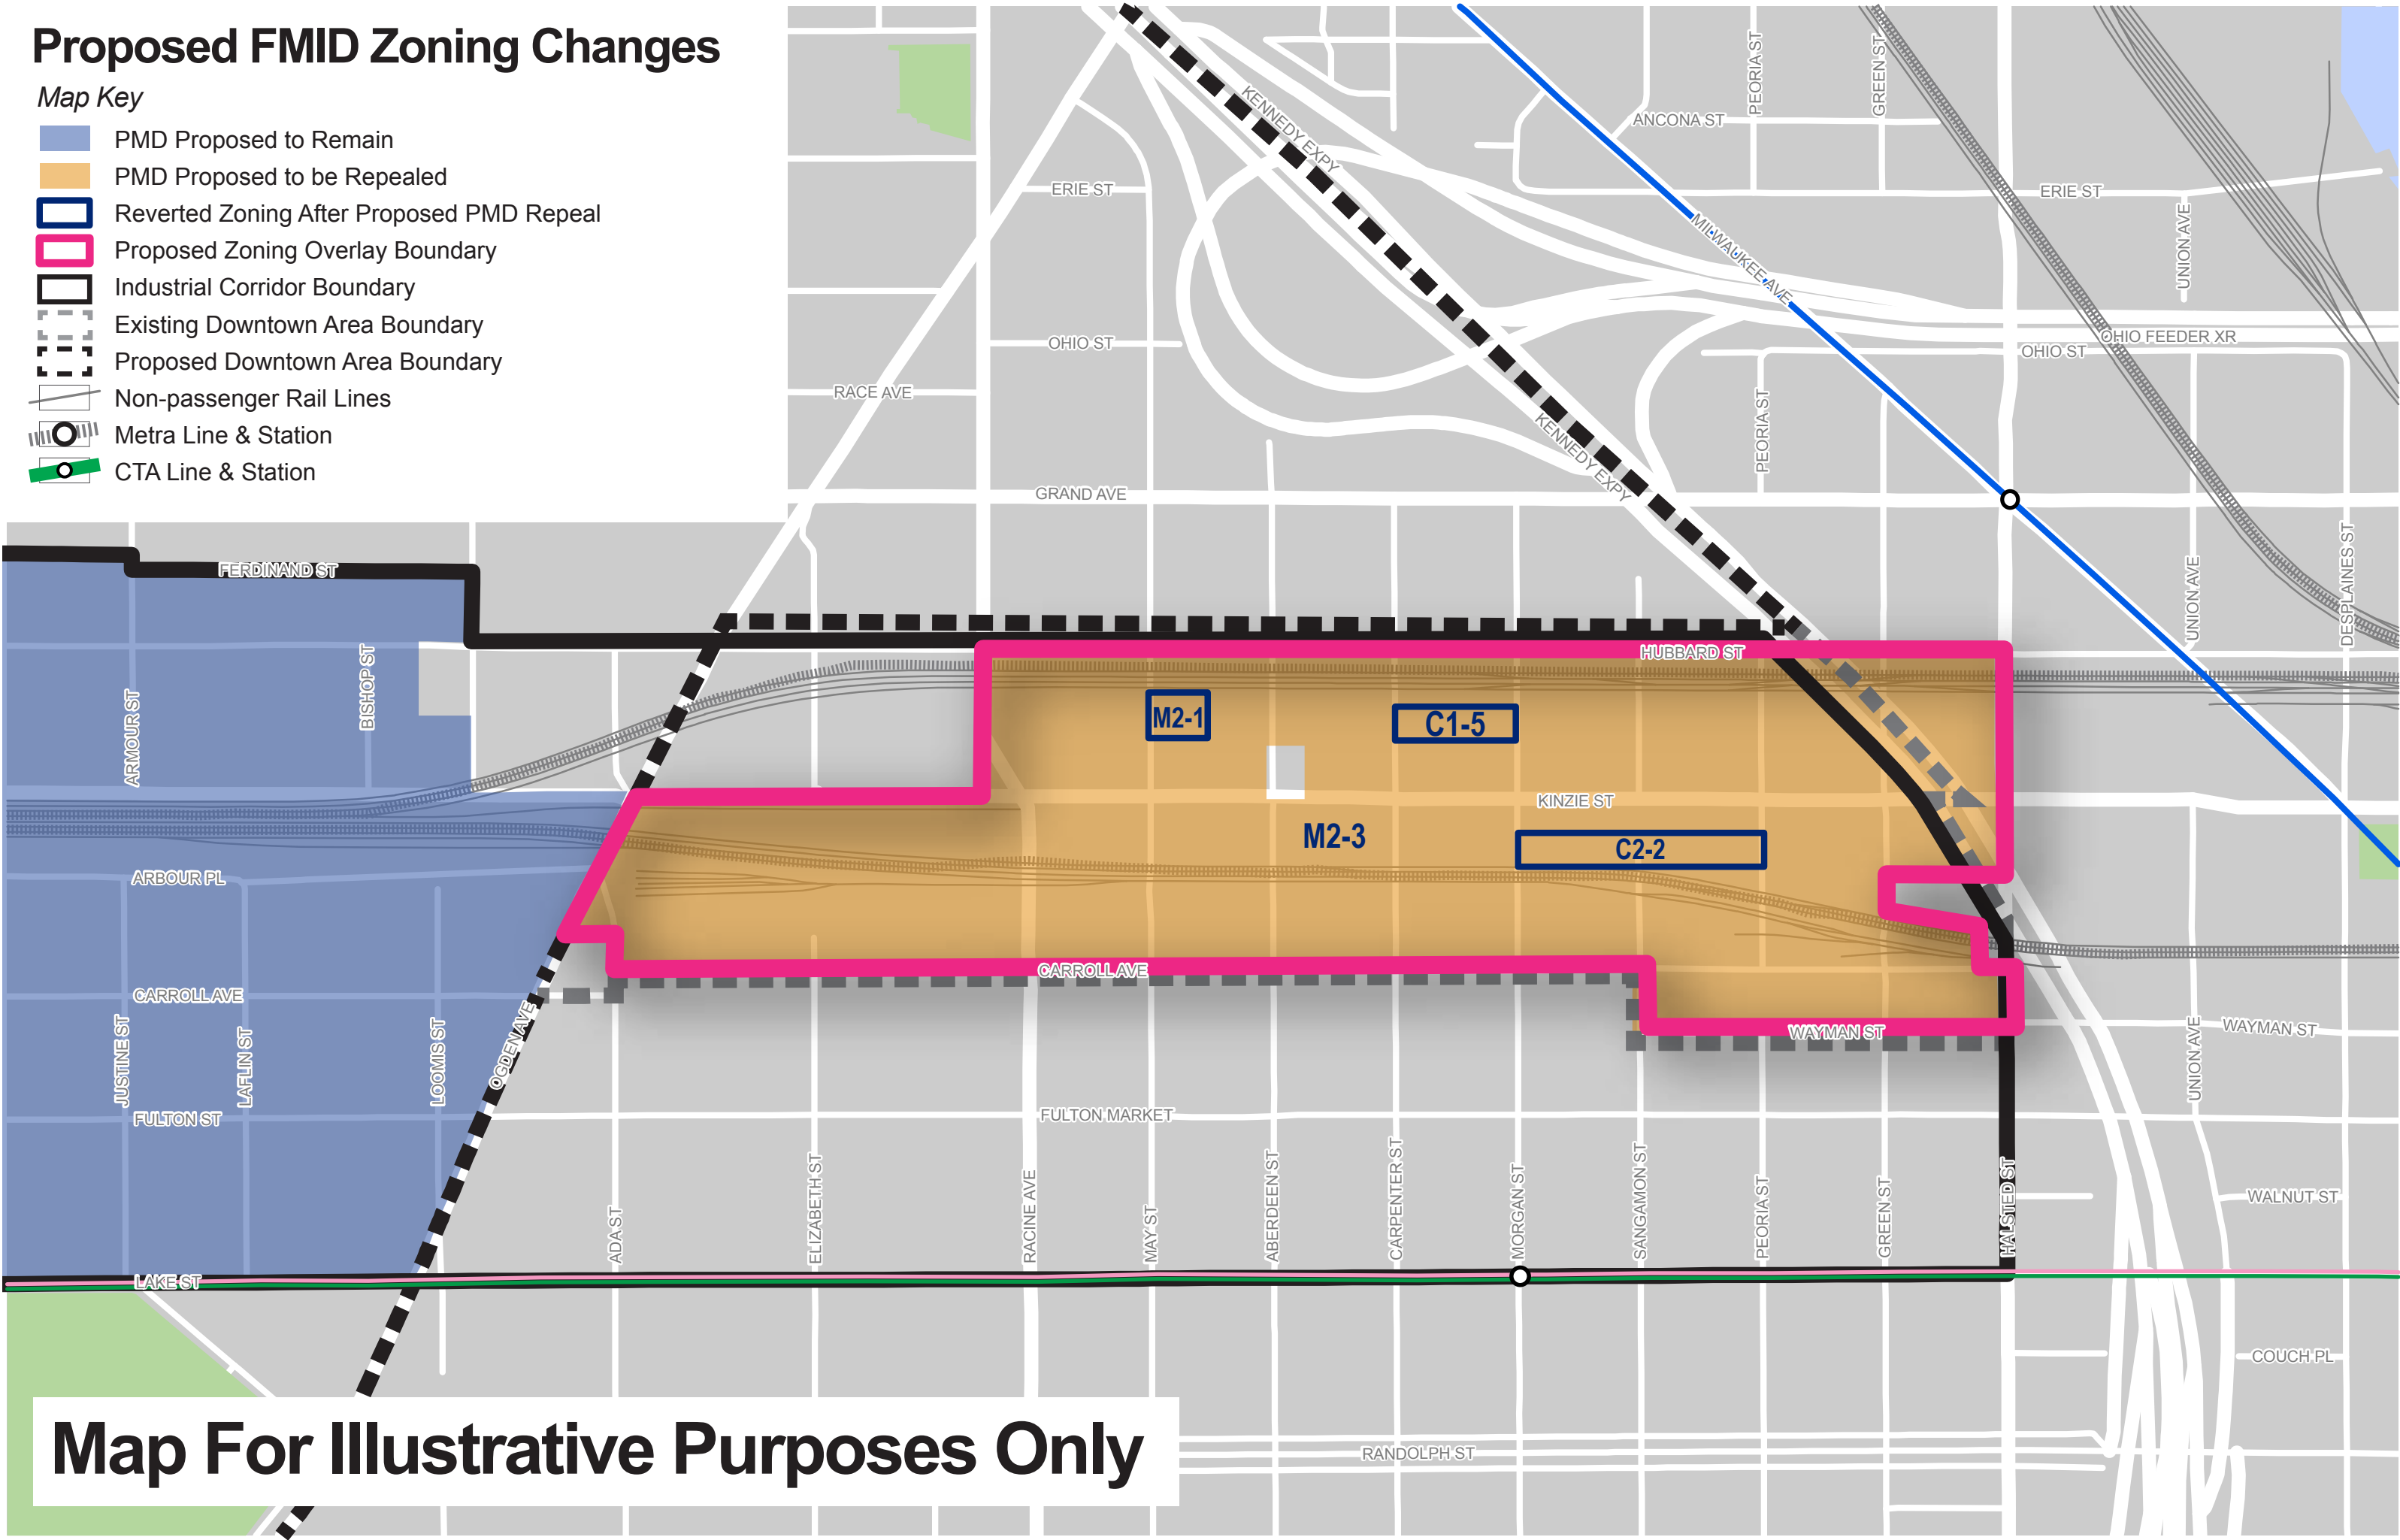 Proposed FMID Zoning Changes
Map Key
PMD Proposed to Remain
PMD Proposed to be Repealed
Reverted Zoning After Proposed PMD Repeal
Proposed Zoning Overlay Boundary
Industrial Corridor Boundary
Existing Downtown Area Boundary
Proposed Downtown Area Boundary
Non-passenger Rail Lines
Metra Line & Station
CTA Line & Station
PEORIA ST
GREEN ST
KENNEDY EXPY
ANCONA ST
ERIE ST
ERIE ST
MILWAUKEE AVE
UNION AVE
OHIO ST
OHIO FEEDER XR
OHIO ST
RACE AVE
PEORIA ST
KENNEDY EXPY
GRAND AVE
FERDINAND ST
UNION AVE
DESPLAINES ST
HUBBARD ST
BISHOP ST
ARMOUR ST
M2-1
C1-5
KINZIE ST
M2-3
C2-2
ARBOUR PL
CARROLL AVE
CARROLL AVE
OGDEN AVE
JUSTINE ST
LAFLIN ST
LOOMIS ST
WAYMAN ST
WAYMAN ST
UNION AVE
FULTON ST
FULTON MARKET
ADA ST
ELIZABETH ST
RACINE AVE
MAY ST
ABERDEEN ST
CARPENTER ST
MORGAN ST
SANGAMON ST
PEORIA ST
GREEN ST
HALSTED ST
WALNUT ST
LAKE ST
COUCH PL
RANDOLPH ST
Map For Illustrative Purposes Only